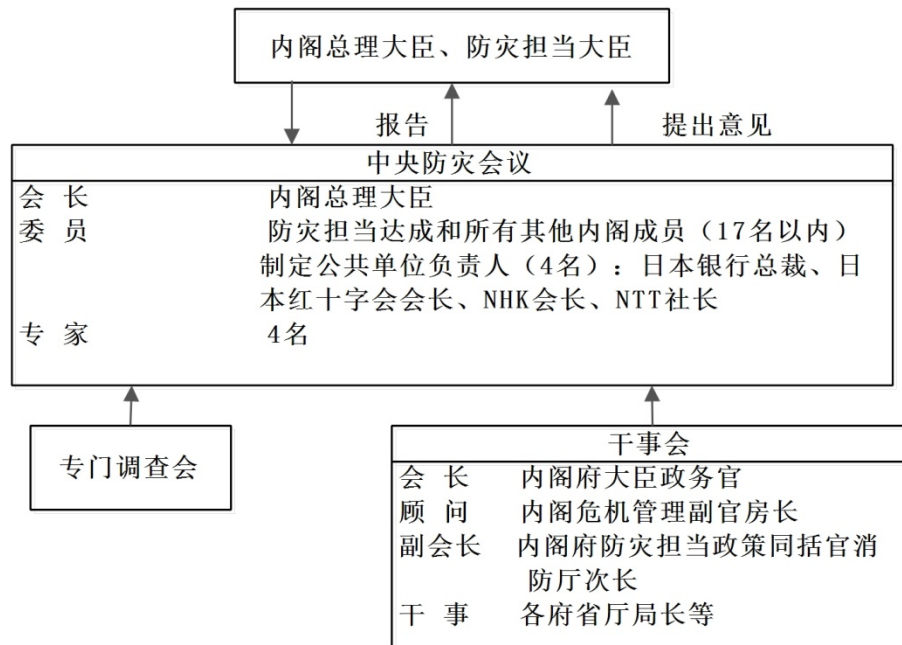 内阁总理大臣、防灾担当大臣
报告
提出意见
中央防灾会议
会 长 内阁总理大臣
委 员 防灾担当达成和所有其他内阁成员（17名以内）
制定公共单位负责人（4名）：日本银行总裁、日
本红十字会会长、NHK会长、NTT社长
专 家 4名
专门调查会
干事会
会 长 内阁府大臣政务官
顾 问 内阁危机管理副官房长
副会长 内阁府防灾担当政策同括官消
防厅次长
干 事 各府省厅局长等